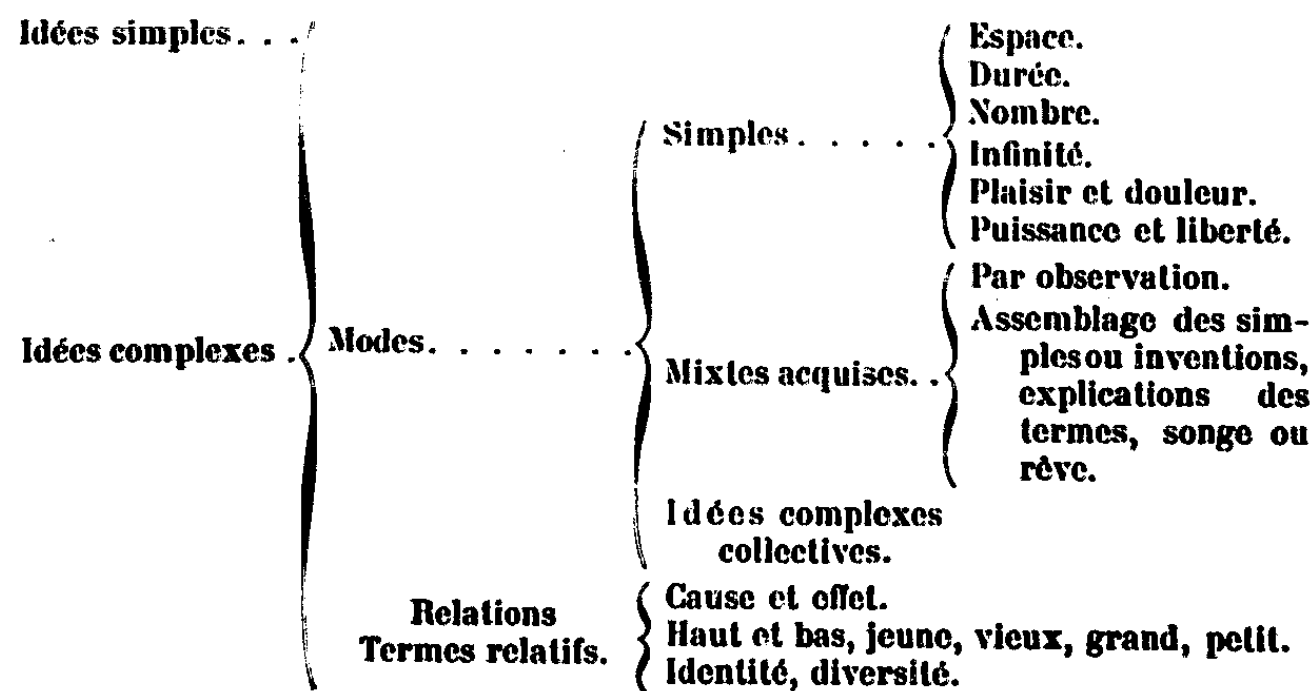 Idées simples. . .
Espace.
Durée.
Nombre.
Simples. . . . .
Infinité.
Plaisir et douleur.
Puissance et liberté.
Par observation.
Assemblage des sim-
ples ou inventions,
explications des
termes, songe ou
rêve.
Idées complexes .
Modes. . . . . . .
Mixtes acquises. .
Idées complexes
collectives.
Relations
Termes relatifs.
Cause et effet.
Haut et bas, jeune, vieux, grand, petit.
Identité, diversité.